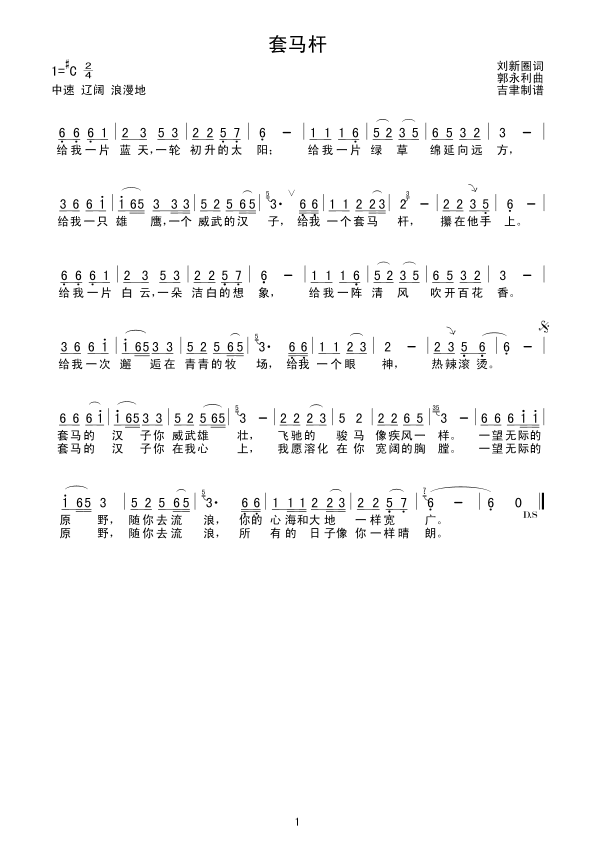 套马杆
1=#C 2/4
刘新圈词
郭永利曲
中速 辽阔 浪漫地
吉聿制谱
6 6 6 1 | 2 3 5 3 | 2 2 5 7 | 6 － | 1 1 1 6 | 5 2 3 5 | 6 5 3 2 | 3 － |
给我一片 蓝 天,一轮 初升的太 阳； 给我一片 绿 草 绵延向远 方，
3 6 6 1 | 1 65 3 33 | 5 2 5 65 | 3· 6 6 | 1 1 2 23 | 2 － | 2 2 3 5 | 6 － |
给我一只 雄 鹰,一个 威武的汉 子，给我 一个套马 杆， 攥在他手 上。
6 6 6 1 | 2 3 5 3 | 2 2 5 7 | 6 － | 1 1 1 6 | 5 2 3 5 | 6 5 3 2 | 3 － |
给我一片 白 云,一朵 洁白的想 象， 给我一阵 清 风 吹开百花 香。
3 6 6 1 | 1 65 3 3 | 5 2 5 65 | 3· 6 6 | 1 1 2 3 | 2 － | 2 3 5 6 | 6 － |
给我一次 邂 逅在 青青的牧 场，给我 一个眼 神， 热辣滚 烫。
6 6 6 1 | 1 65 3 3 | 5 2 5 65 | 3 － | 2 2 2 3 | 5 2 | 2 2 6 5 | 3 － | 6 6 6 1 1 |
套马的 汉 子你 威武雄 壮， 飞驰的 骏 马 像疾风一 样。 一望无际的
套马的 汉 子你 在我心 上， 我愿溶化 在 你 宽阔的胸 膛。 一望无际的
1 65 3 | 5 2 5 65 | 3· 6 6 | 1 11 2 23 | 2 2 5 7 | 6 － | 6 0 ‖
D.S
原 野，随你去流 浪，你的 心海和大 地 一样宽 广。
原 野，随你去流 浪，所 有的 日子像 你一样晴 朗。
1